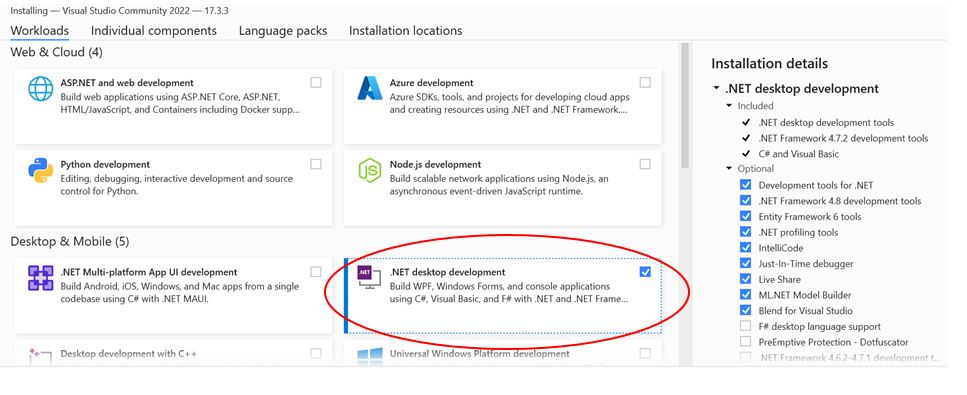 Installing — Visual Studio Community 2022 — 17.3.3
Workloads Individual components Language packs Installation locations
Web & Cloud (4)
ASP.NET and web development
Build web applications using ASP.NET Core, ASP.NET,
HTML/JavaScript, and Containers including Docker supp...
Azure development
Azure SDKs, tools, and projects for developing cloud apps
and creating resources using .NET and .NET Framework....
Python development
Editing, debugging, interactive development and source
control for Python.
Node.js development
Build scalable network applications using Node.js, an
asynchronous event-driven JavaScript runtime.
Desktop & Mobile (5)
.NET Multi-platform App UI development
Build Android, iOS, Windows, and Mac apps from a single
codebase using C# with .NET MAUI.
.NET
.NET desktop development
Build WPF, Windows Forms, and console applications
using C#, Visual Basic, and F# with .NET and .NET Frame...
Desktop development with C++
Universal Windows Platform development
Installation details
.NET desktop development
Included
.NET desktop development tools
.NET Framework 4.7.2 development tools
C# and Visual Basic
Optional
Development tools for .NET
.NET Framework 4.8 development tools
Entity Framework 6 tools
.NET profiling tools
IntelliCode
Just-In-Time debugger
Live Share
ML.NET Model Builder
Blend for Visual Studio
F# desktop language support
PreEmptive Protection - Dotfuscator
.NET Framework 4.6.2-4.7.1 development t...